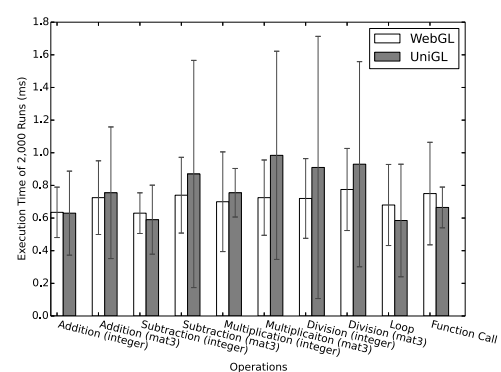 1.8
1.6
1.4
1.2
1.0
0.8
0.6
0.4
0.2
0.0
Execution Time of 2,000 Runs (ms)
WebGL
UniGL
Addition (integer)
Addition (mat3)
Subtraction (integer)
Subtraction (mat3)
Multiplication (integer)
Multiplicaiton (mat3)
Division (integer)
Division (mat3)
Loop
Function Call
Operations